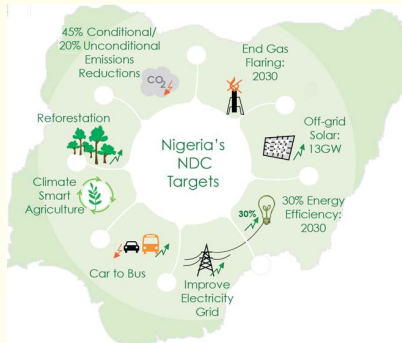 45% Conditional/
20% Unconditional
Emissions
Reductions
CO2
End Gas
Flaring:
2030
Off-grid
Solar:
13GW
30% Energy
Efficiency:
2030
30%
Improve
Electricity
Grid
Car to Bus
Climate
Smart
Agriculture
Reforestation
Nigeria's
NDC
Targets